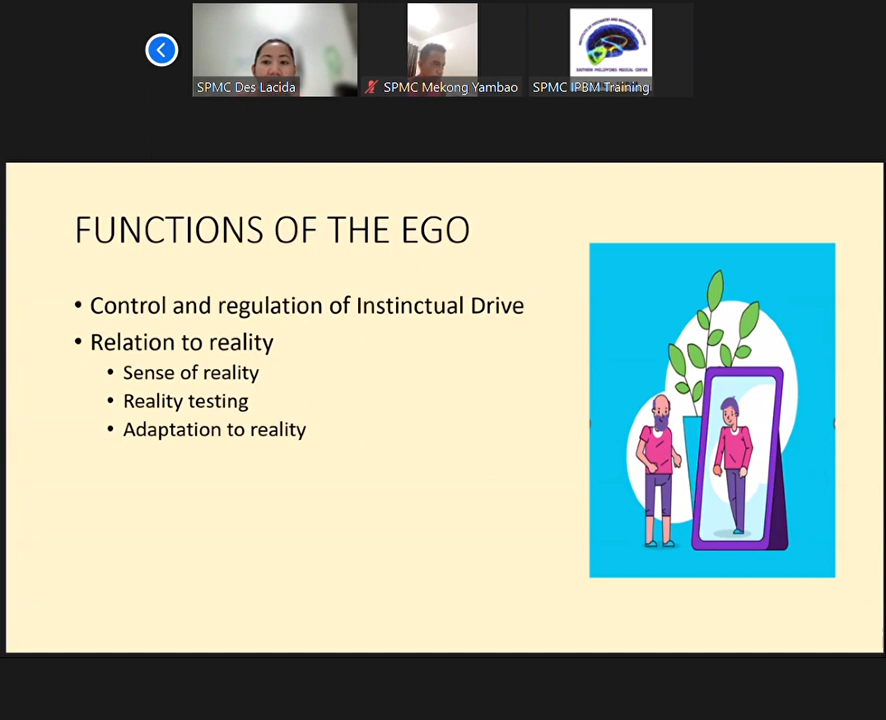 SPMC Des Lacida
SPMC Mekong Yambao
SPMC IPBM Training
FUNCTIONS OF THE EGO
• Control and regulation of Instinctual Drive
• Relation to reality
• Sense of reality
• Reality testing
• Adaptation to reality